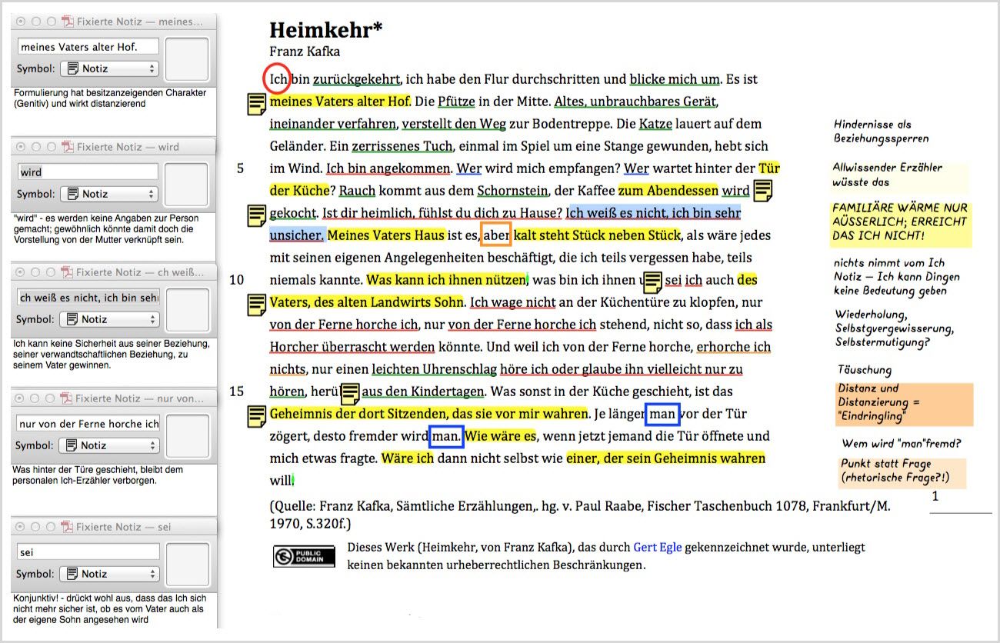 Fixierte Notiz — meines...
meines Vaters alter Hof.
Symbol: Notiz
Formulierung hat besitzanzeigenden Charakter
(Genitiv) und wirkt distanzierend
Fixierte Notiz — wird
wird
Symbol: Notiz
"wird" - es werden keine Angaben zur Person
gemacht; gewöhnlich könnte damit doch die
Vorstellung von der Mutter verknüpft sein.
Fixierte Notiz — ch weiß...
ch weiß es nicht, ich bin sehr
Symbol: Notiz
Ich kann keine Sicherheit aus seiner Beziehung,
seiner verwandtschaftlichen Beziehung, zu
seinem Vater gewinnen.
Fixierte Notiz — nur von...
nur von der Ferne horche ich
Symbol: Notiz
Was hinter der Türe geschieht, bleibt dem
personalen Ich-Erzähler verborgen.
Fixierte Notiz — sei
sei
Symbol: Notiz
Konjunktiv! - drückt wohl aus, dass das Ich sich
nicht mehr sicher ist, ob es vom Vater auch als
der eigene Sohn angesehen wird
Heimkehr*
Franz Kafka
Ich bin zurückgekehrt, ich habe den Flur durchschritten und blicke mich um. Es ist
meines Vaters alter Hof. Die Pfütze in der Mitte. Altes, unbrauchbares Gerät,
ineinander verfahren, verstellt den Weg zur Bodentreppe. Die Katze lauert auf dem
Geländer. Ein zerrissenes Tuch, einmal im Spiel um eine Stange gewunden, hebt sich
5 im Wind. Ich bin angekommen. Wer wird mich empfangen? Wer wartet hinter der Tür
der Küche? Rauch kommt aus dem Schornstein, der Kaffee zum Abendessen wird
gekocht. Ist dir heimlich, fühlst du dich zu Hause? Ich weiß es nicht, ich bin sehr
unsicher. Meines Vaters Haus ist es, aber kalt steht Stück neben Stück, als wäre jedes
mit seinen eigenen Angelegenheiten beschäftigt, die ich teils vergessen habe, teils
10 niemals kannte. Was kann ich ihnen nützen, was bin ich ihnen sei ich auch des
Vaters, des alten Landwirts Sohn. Ich wage nicht an der Küchentüre zu klopfen, nur
von der Ferne horche ich, nur von der Ferne horche ich stehend, nicht so, dass ich als
Horcher überrascht werden könnte. Und weil ich von der Ferne horche, erhorche ich
nichts, nur einen leichten Uhrenschlag höre ich oder glaube ihn vielleicht nur zu
15 hören, herü aus den Kindertagen. Was sonst in der Küche geschieht, ist das
Geheimnis der dort Sitzenden, das sie vor mir wahren. Je länger man vor der Tür
zögert, desto fremder wird man. Wie wäre es, wenn jetzt jemand die Tür öffnete und
mich etwas fragte. Wäre ich dann nicht selbst wie einer, der sein Geheimnis wahren
will.
(Quelle: Franz Kafka, Sämtliche Erzählungen,. hg. v. Paul Raabe, Fischer Taschenbuch 1078, Frankfurt/M.
1970, S.320f.)
PUBLIC
DOMAIN
Dieses Werk (Heimkehr, von Franz Kafka), das durch Gert Egle gekennzeichnet wurde, unterliegt
keinen bekannten urheberrechtlichen Beschränkungen.
Hindernisse als
Beziehungssperren
Allwissender Erzähler
wüsste das
FAMILIÄRE WÄRME NUR
AÜSSERLICH; ERREICHT
DAS ICH NICHT!
nichts nimmt vom Ich
Notiz – Ich kann Dingen
keine Bedeutung geben
Wiederholung,
Selbstgvergewisserung,
Selbstermutigung?
Täuschung
Distanz und
Distanzierung =
"Eindringling"
Wem wird "man"fremd?
Punkt statt Frage
(rhetorische Frage?!)
1